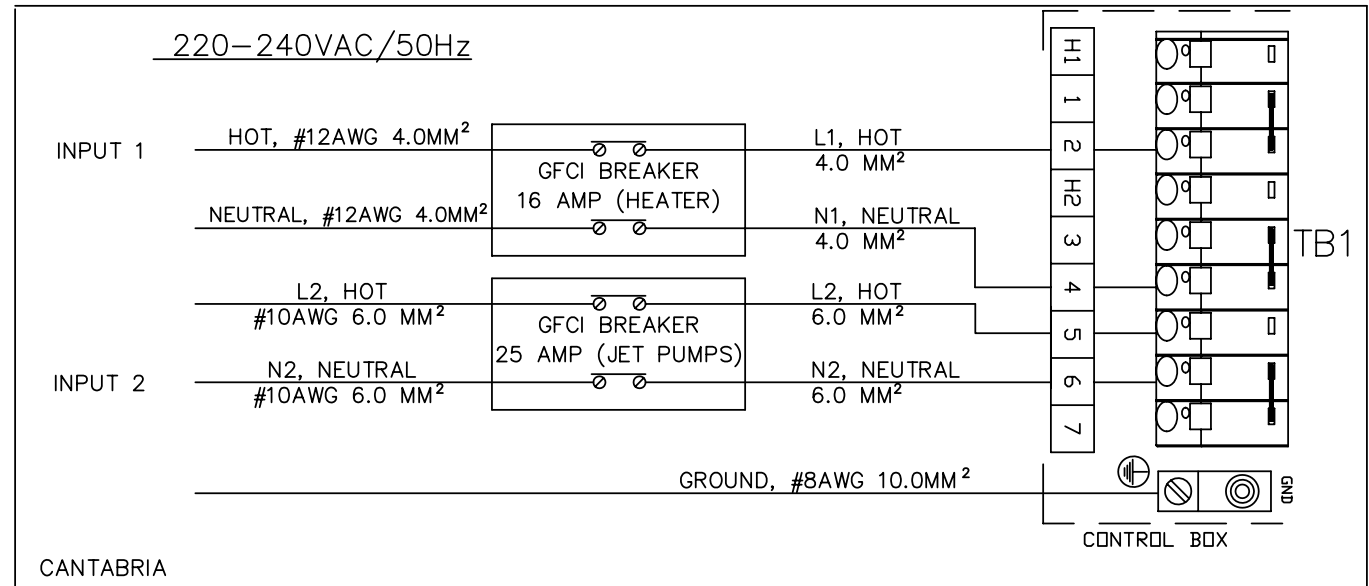 220-240VAC/50Hz
INPUT 1
HOT, #12AWG 4.0MM²
NEUTRAL, #12AWG 4.0MM²
GFCI BREAKER
16 AMP (HEATER)
L1, HOT
4.0 MM²
N1, NEUTRAL
4.0 MM²
INPUT 2
L2, HOT
#10AWG 6.0 MM²
N2, NEUTRAL
#10AWG 6.0 MM²
GFCI BREAKER
25 AMP (JET PUMPS)
L2, HOT
6.0 MM²
N2, NEUTRAL
6.0 MM²
H1
1
2
H2
3
4
5
6
7
TB1
GROUND, #8AWG 10.0MM²
GND
CONTROL BOX
CANTABRIA